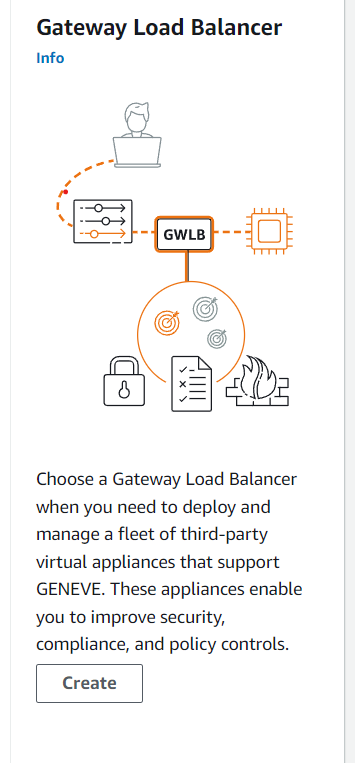 Gateway Load Balancer
Info
GWLB
Choose a Gateway Load Balancer
when you need to deploy and
manage a fleet of third-party
virtual appliances that support
GENEVE. These appliances enable
you to improve security,
compliance, and policy controls.
Create